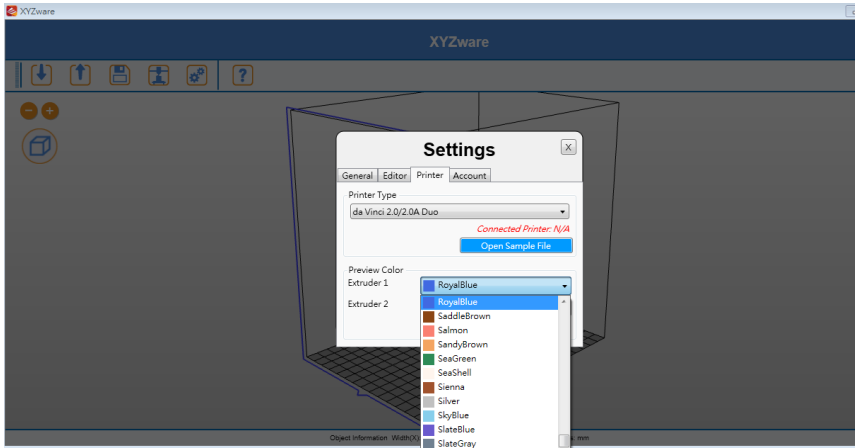 XYZware
XYZware
?
Settings
X
General Editor Printer Account
Printer Type
da Vinci 2.0/2.0A Duo
Connected Printer: N/A
Open Sample File
Preview Color
Extruder 1 RoyalBlue
Extruder 2
RoyalBlue
SaddleBrown
Salmon
SandyBrown
SeaGreen
SeaShell
Sienna
Silver
SkyBlue
SlateBlue
SlateGray
Object Information Width(X): mm